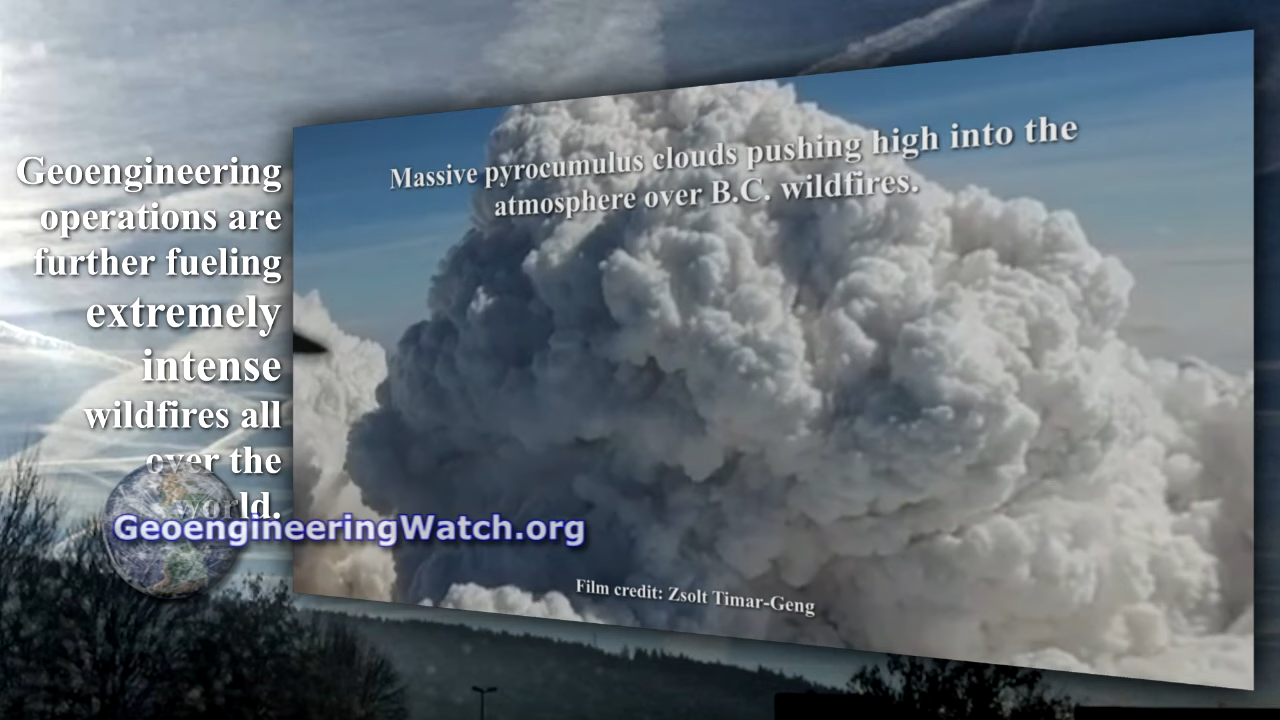 Geoengineering
operations are
further fueling
extremely
intense
wildfires all
over the
world.
Massive pyrocumulus clouds pushing high into the
atmosphere over B.C. wildfires.
GeoengineeringWatch.org
Film credit: Zsolt Timar-Geng